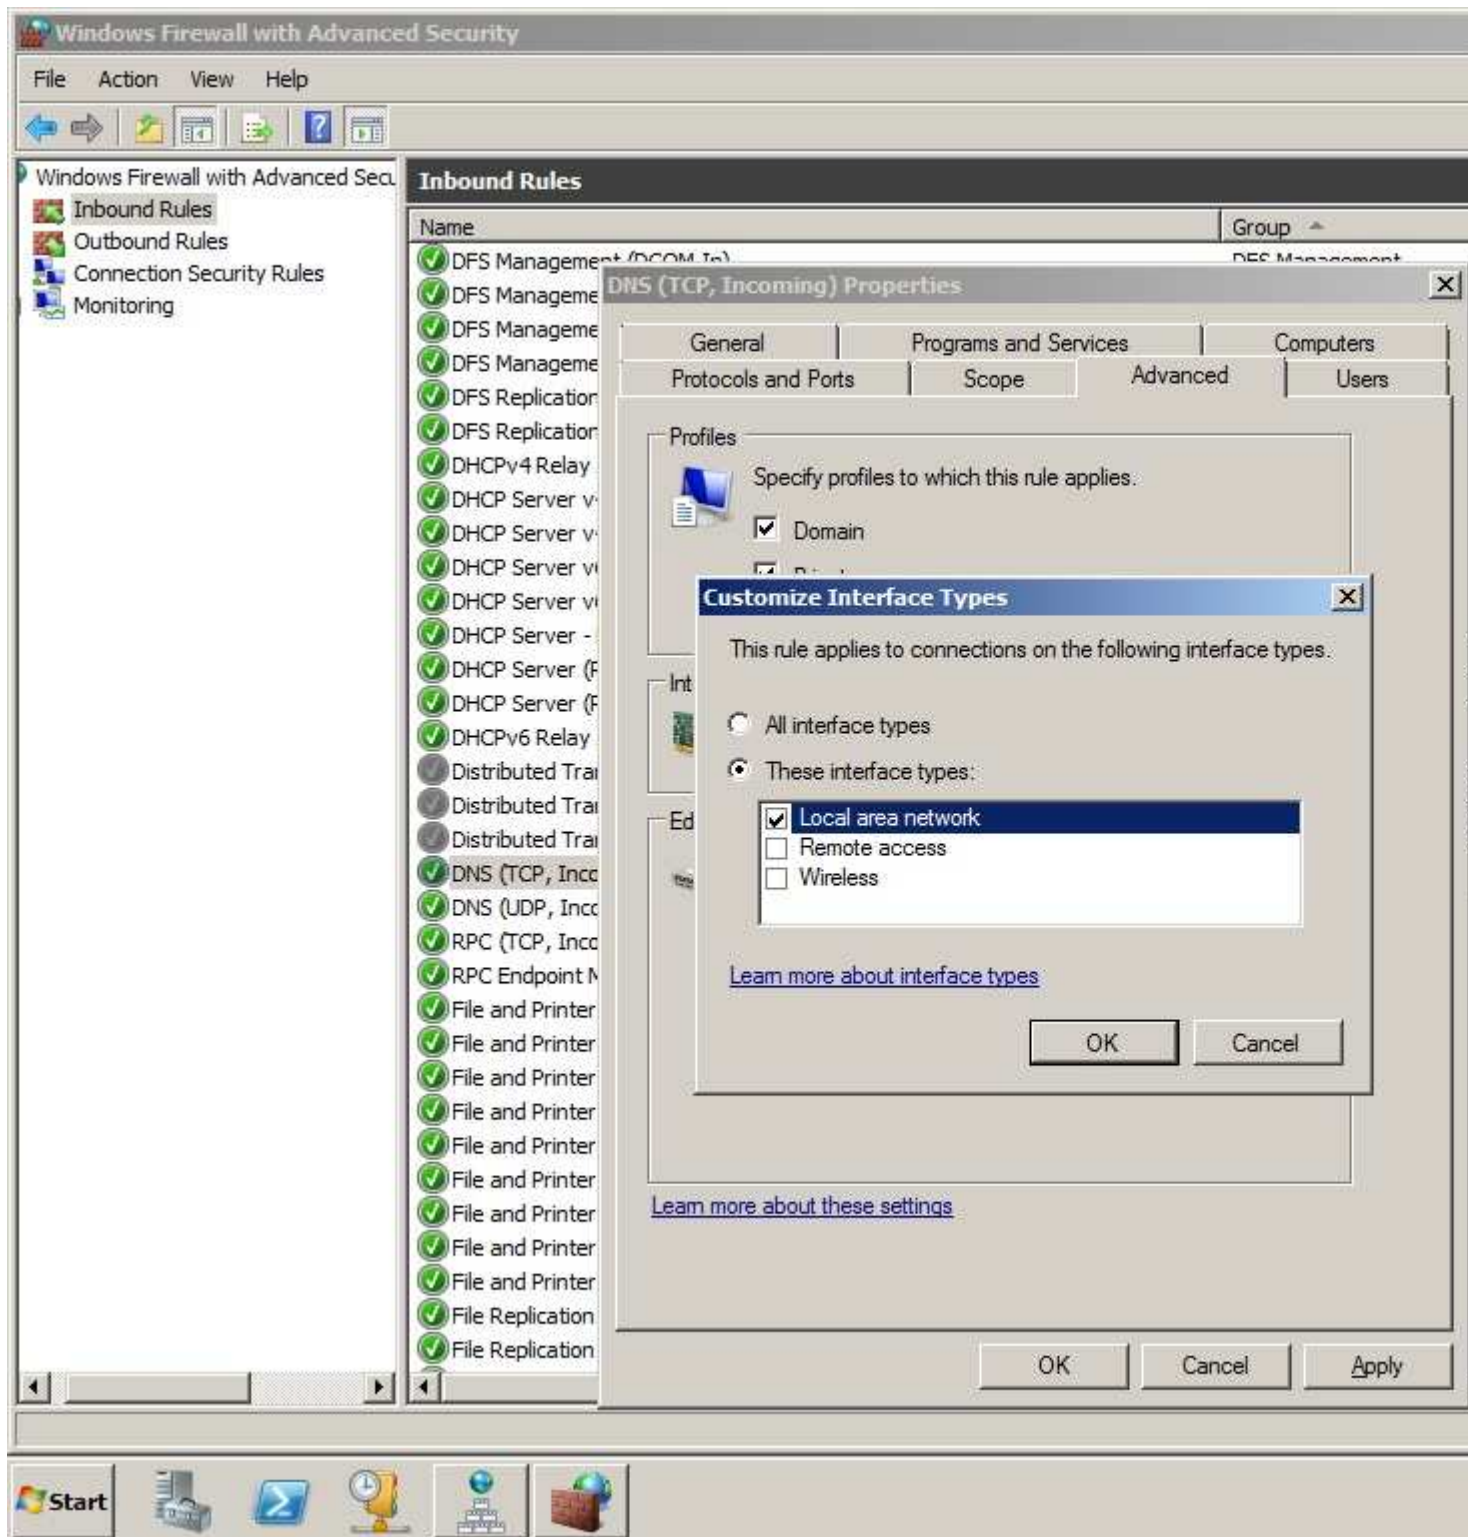 Windows Firewall with Advanced Security
File Action View Help
Windows Firewall with Advanced Secu
Inbound Rules
Outbound Rules
Connection Security Rules
Monitoring
Inbound Rules
Name Group
DFS Management (DCOM-In) DFS Management
DFS Manageme
DFS Manageme
DFS Manageme
DFS Replication
DFS Replication
DHCPv4 Relay
DHCP Server v
DHCP Server v
DHCP Server v
DHCP Server v
DHCP Server -
DHCP Server (R
DHCP Server (R
DHCPv6 Relay
Distributed Tra
Distributed Tra
Distributed Tra
DNS (TCP, Inco
DNS (UDP, Inco
RPC (TCP, Inco
RPC Endpoint M
File and Printer
File and Printer
File and Printer
File and Printer
File and Printer
File and Printer
File and Printer
File and Printer
File and Printer
File Replication
File Replication
DNS (TCP, Incoming) Properties
General Programs and Services Computers
Protocols and Ports Scope Advanced Users
Profiles
Specify profiles to which this rule applies.
Domain
Int
Ed
Customize Interface Types
This rule applies to connections on the following interface types.
All interface types
These interface types:
Local area network
Remote access
Wireless
Learn more about interface types
OK Cancel
Learn more about these settings
OK Cancel Apply
Start